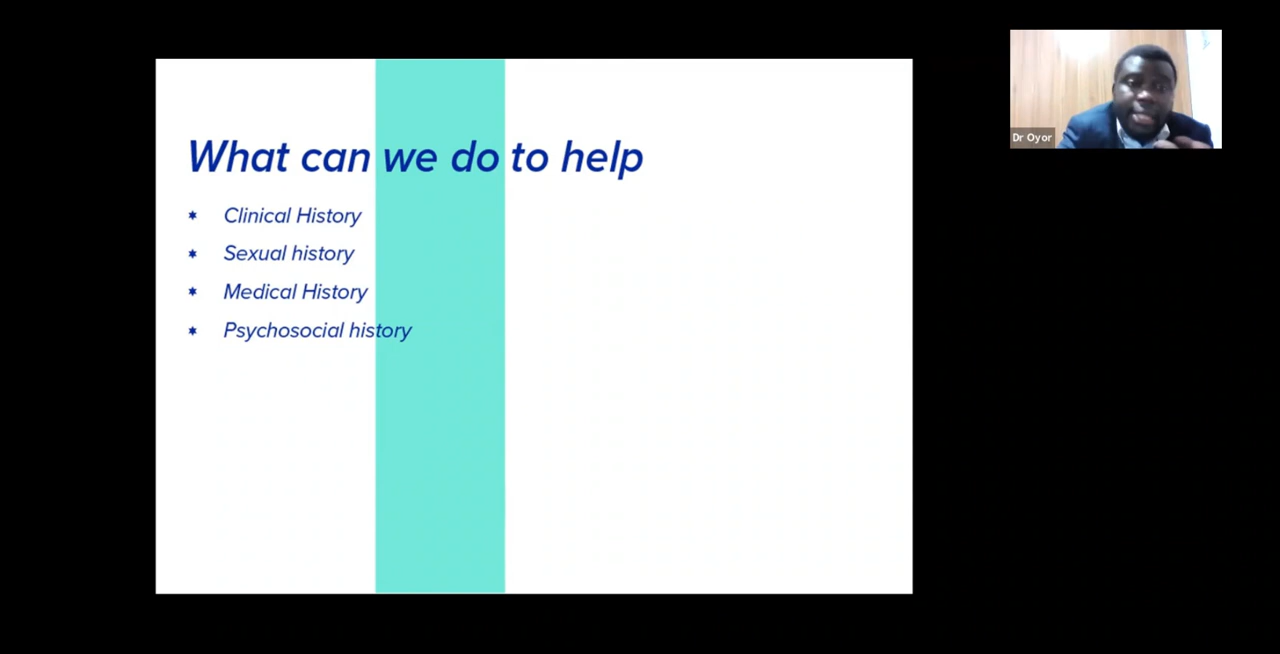 What can we do to help
Clinical History
Sexual history
Medical History
Psychosocial history
Dr Oyor